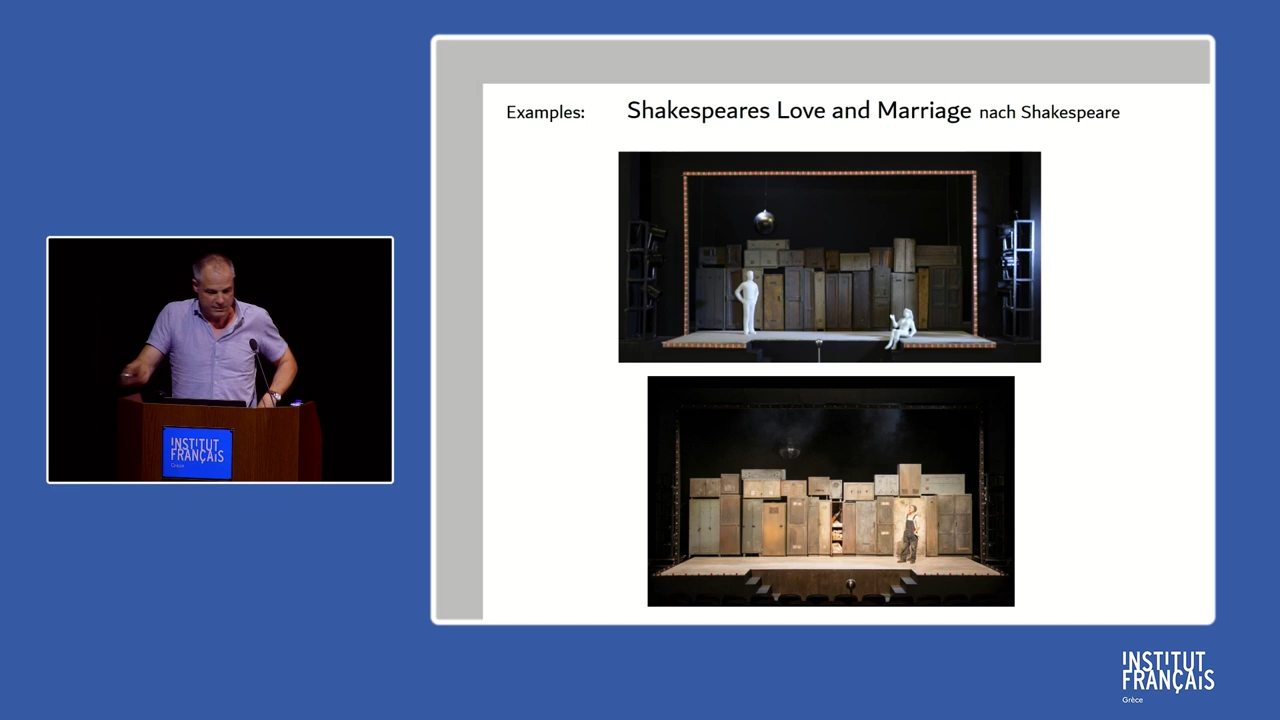 Examples: Shakespeares Love and Marriage nach Shakespeare
INSTITUT
FRANÇAIS
Grèce
INSTITUT
FRANÇAIS
Grèce